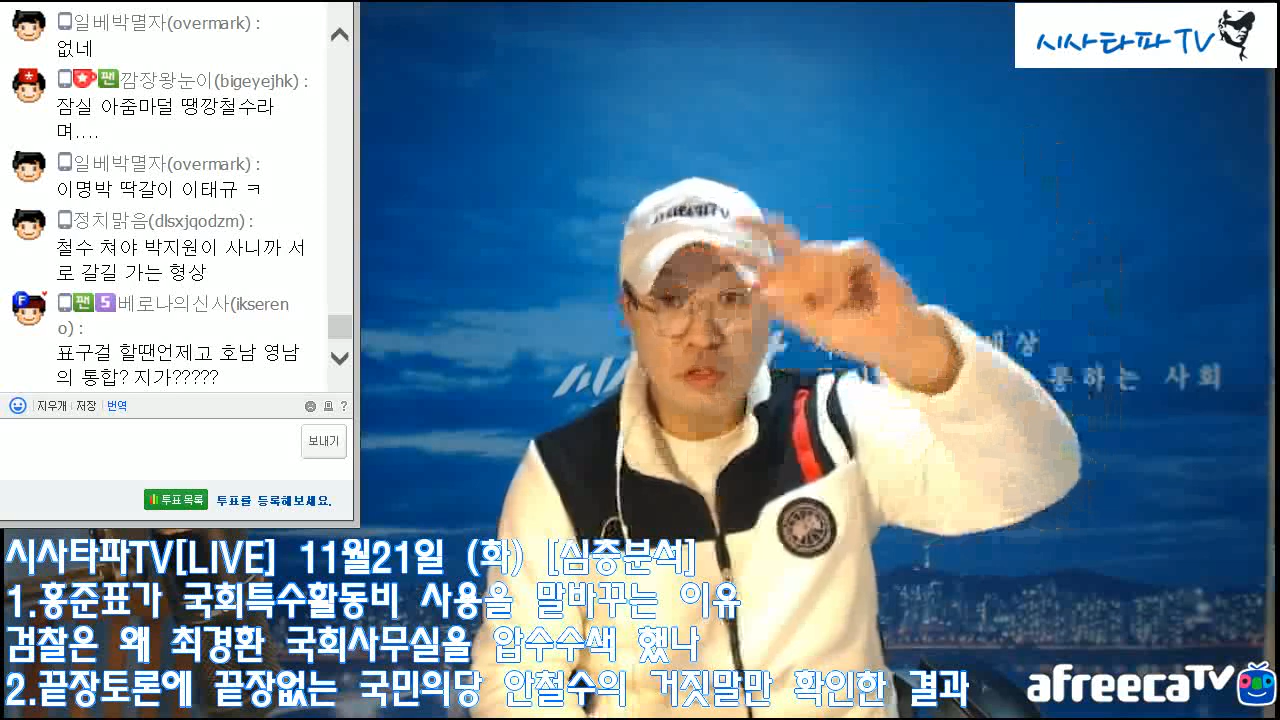 일베박멸자(overmark) :
없네
팬 깜장왕눈이(bigeyejhk) :
잠실 아줌마덜 땡깡철수라
며....
일베박멸자(overmark) :
이명박 딱갈이 이태규 ㅋ
정치맑음(dlsxjqodzm) :
철수 쳐야 박지원이 사니까 서
로 갈길 가는 형상
F 팬 S 베로나의신사(ikseren
o) :
표구걸 할땐언제고 호남 영남
의 통합? 지가?????
지우개 저장 번역 ?
보내기
투표목록 투표를 등록해보세요.
시사타파TV
세상
통하는 사회
시사타파TV[LIVE] 11월21일 (화) [심층분석]
1.홍준표가 국회특수활동비 사용을 말바꾸는 이유
검찰은 왜 최경환 국회사무실을 압수수색 했나
2.끝장토론에 끝장없는 국민의당 안철수의 거짓말만 확인한 결과
afreecaTV